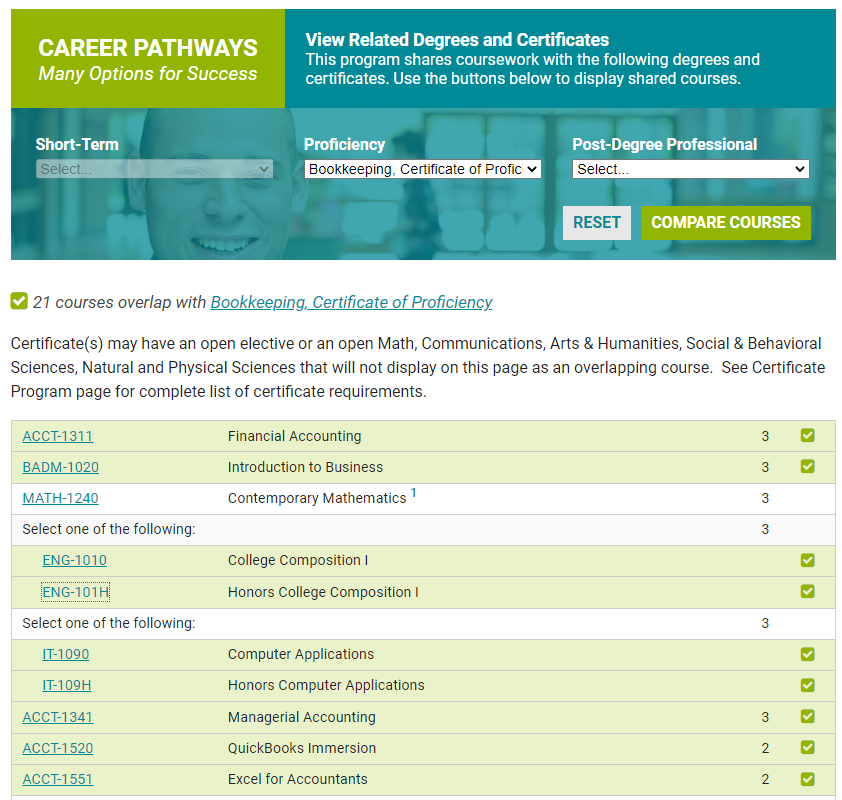 CAREER PATHWAYS
Many Options for Success
View Related Degrees and Certificates
This program shares coursework with the following degrees and
certificates. Use the buttons below to display shared courses.
Short-Term Proficiency Post-Degree Professional
Select... Bookkeeping, Certificate of Profic Select...
RESET COMPARE COURSES
21 courses overlap with Bookkeeping, Certificate of Proficiency
Certificate(s) may have an open elective or an open Math, Communications, Arts & Humanities, Social & Behavioral
Sciences, Natural and Physical Sciences that will not display on this page as an overlapping course. See Certificate
Program page for complete list of certificate requirements.
ACCT-1311 Financial Accounting 3
BADM-1020 Introduction to Business 3
MATH-1240 Contemporary Mathematics 1 3
Select one of the following: 3
ENG-1010 College Composition I
ENG-101H Honors College Composition I
Select one of the following: 3
IT-1090 Computer Applications
IT-109H Honors Computer Applications
ACCT-1341 Managerial Accounting 3
ACCT-1520 QuickBooks Immersion 2
ACCT-1551 Excel for Accountants 2